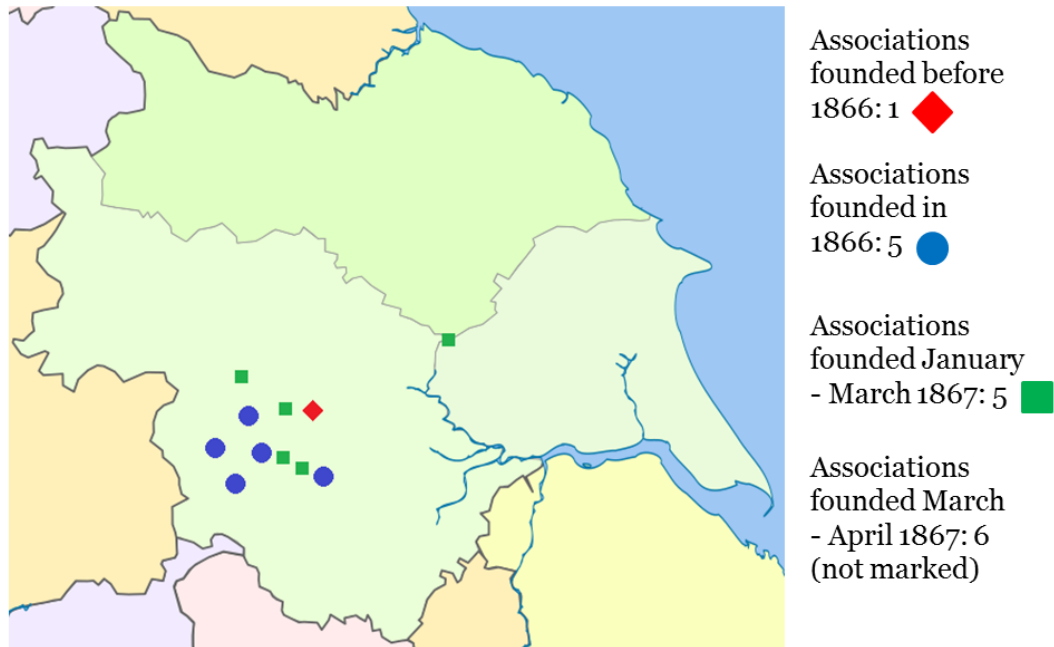 Associations
founded before
1866: 1
Associations
founded in
1866: 5
Associations
founded January
- March 1867: 5
Associations
founded March
- April 1867: 6
(not marked)